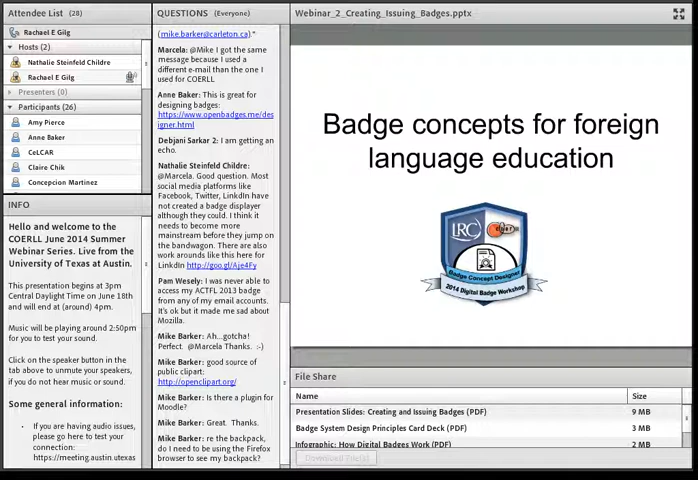 Attendee List (28)
Rachael E Gilg
Hosts (2)
Nathalie Steinfeld Childre
Rachael E Gilg
Presenters (0)
Participants (26)
Amy Pierce
Anne Baker
CeLCAR
Claire Chik
Concepcion Martinez
INFO
Hello and welcome to the
COERLL June 2014 Summer
Webinar Series. Live from the
University of Texas at Austin.
This presentation begins at 3pm
Central Daylight Time on June 18th
and will end at (around) 4pm.
Music will be playing around 2:50pm
for you to test your sound.
Click on the speaker button in the
tab above to unmute your speakers,
if you do not hear music or sound.
Some general information:
• If you are having audio issues,
please go here to test your
connection:
https://meeting.austin.utexas
QUESTIONS (Everyone)
(mike.barker@carleton.ca)."
Marcela: @Mike I got the same
message because I used a
different e-mail than the one I
used for COERLL
Anne Baker: This is great for
designing badges:
https://www.openbadges.me/des
igner.html
Debjani Sarkar 2: I am getting an
echo.
Nathalie Steinfeld Childre:
@Marcela. Good question. Most
social media platforms like
Facebook, Twitter, LinkdIn have
not created a badge displayer
although they could. I think it
needs to become more
mainstream before they jump on
the bandwagon. There are also
work arounds like this here for
LinkdIn http://goo.gl/Aje4Fy
Pam Wesely: I was never able to
access my ACTFL 2013 badge
from any of my email accounts.
It's ok but it made me sad about
Mozilla.
Mike Barker: Ah...gotcha!
Perfect. @Marcela Thanks. :-)
Mike Barker: good source of
public clipart:
http://openclipart.org/
Mike Barker: Is there a plugin for
Moodle?
Mike Barker: Great. Thanks.
Mike Barker: re the backpack,
do I need to be using the Firefox
browser to see my backpack?
Webinar_2_Creating_Issuing_Badges.pptx
Badge concepts for foreign
language education
LRC
Badge Concept Designer
2014 Digital Badge Workshop
File Share
Name Size
Presentation Slides: Creating and Issuing Badges (PDF) 9 MB
Badge System Design Principles Card Deck (PDF) 3 MB
Infographic: How Digital Badges Work (PDF) 2 MB
Download File(s)